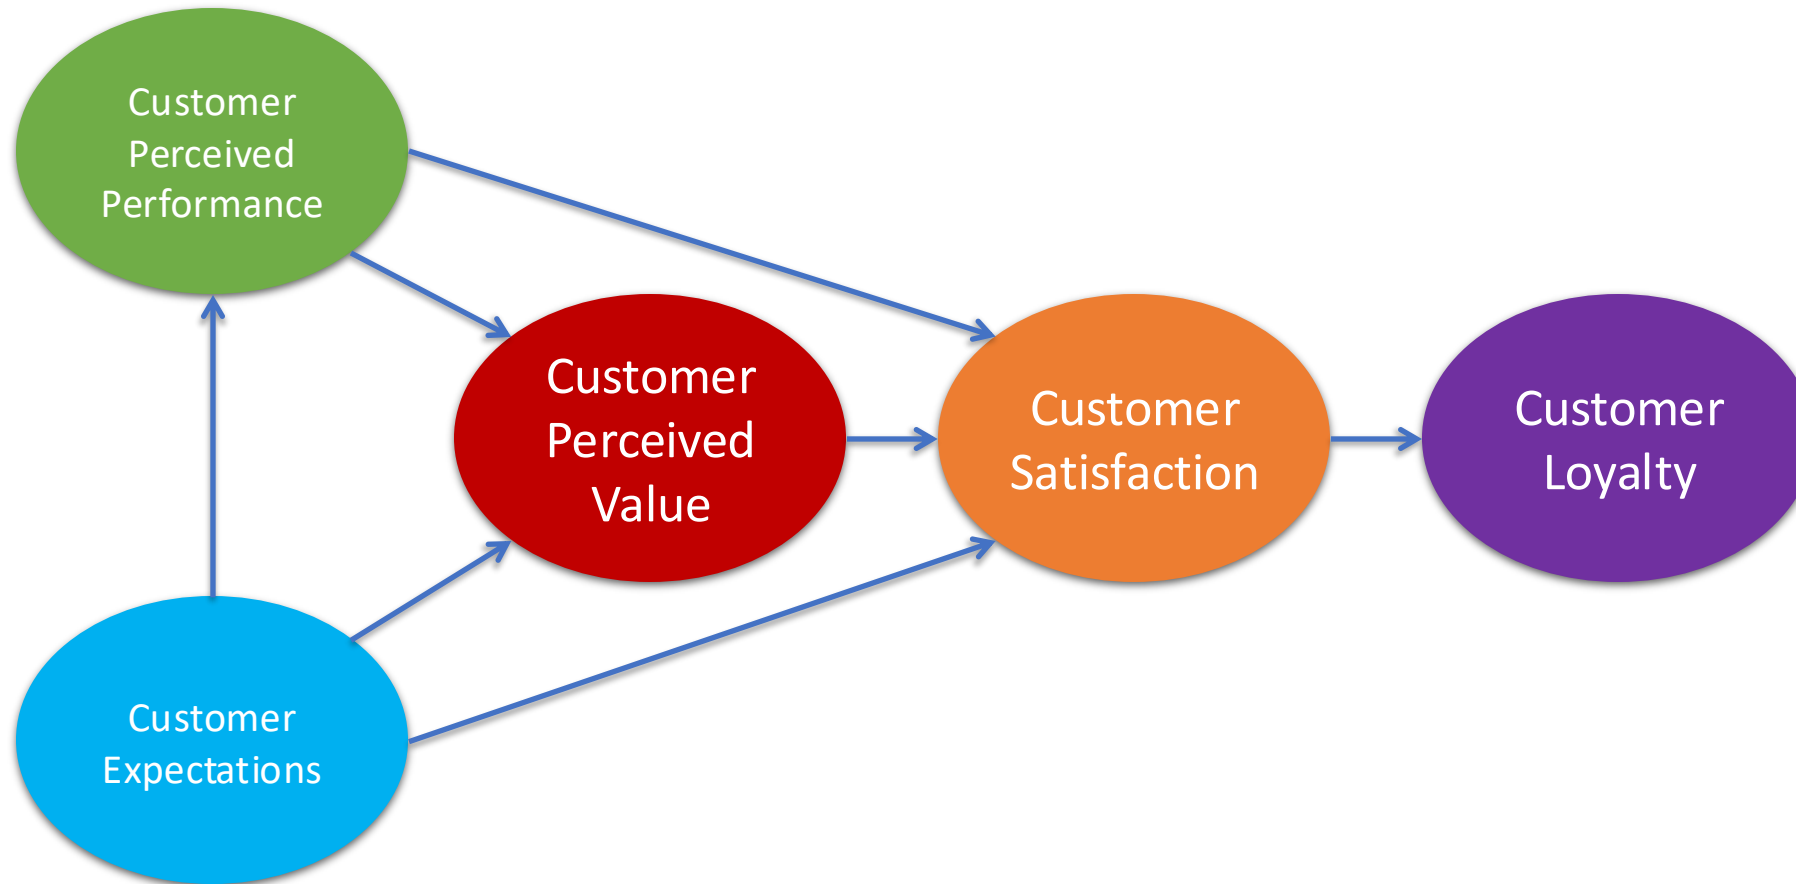 Customer
Perceived
Performance
Customer
Perceived
Value
Customer
Satisfaction
Customer
Loyalty
Customer
Expectations